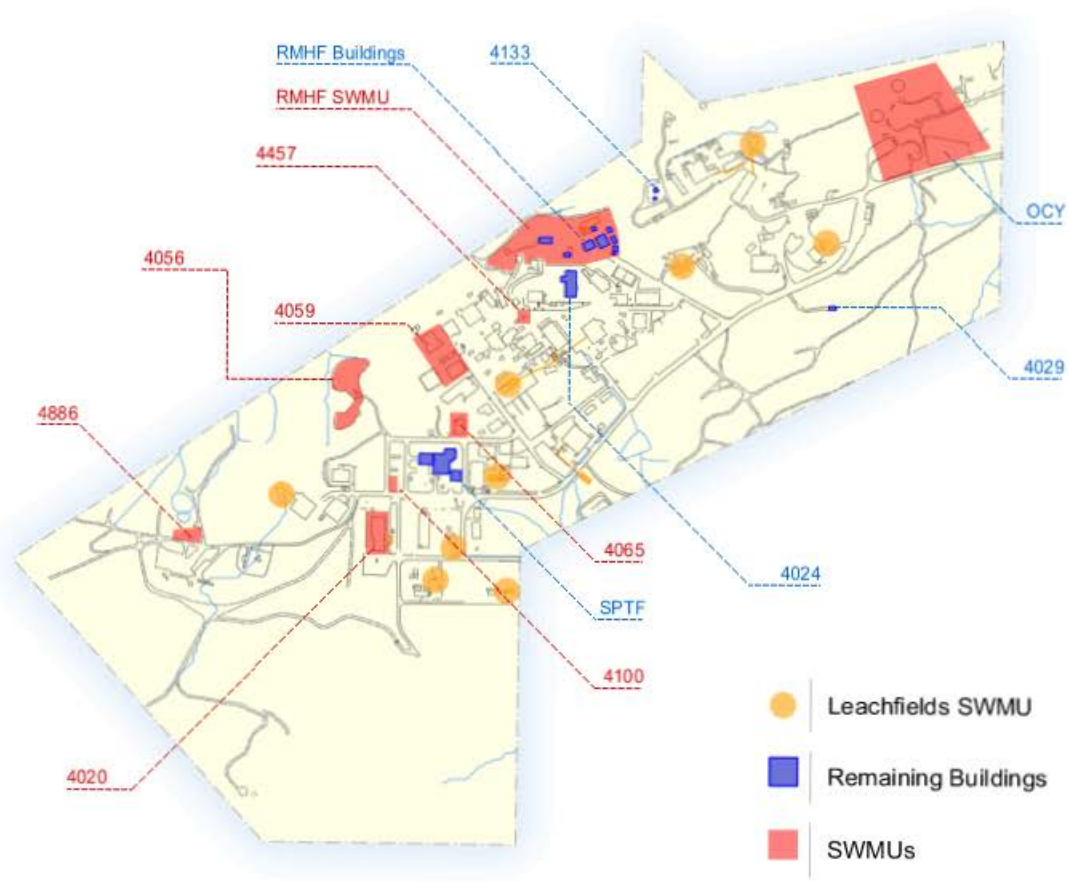 RMHF Buildings
4133
RMHF SWMU
4457
OCY
4056
4059
4029
4886
4065
4024
SPTF
4100
4020
Leachfields SWMU
Remaining Buildings
SWMUs